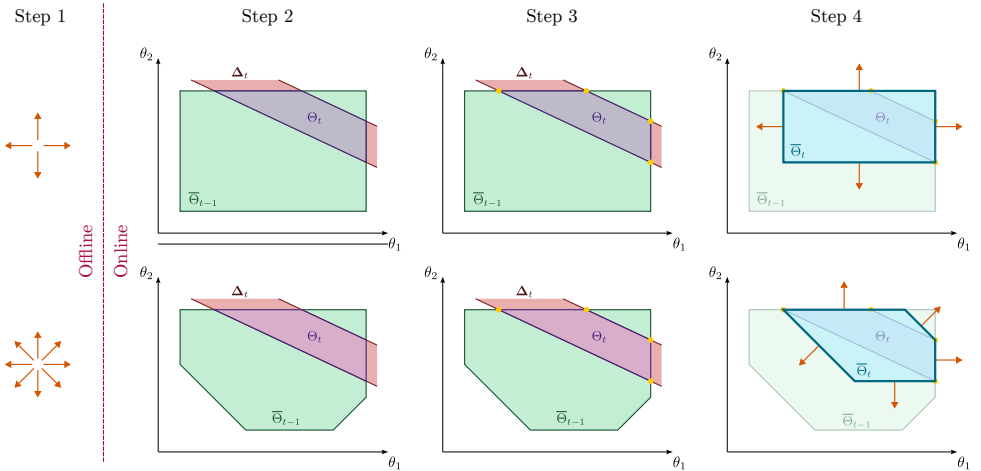 Step 1
Step 2
Step 3
Step 4
Offline
Online
θ₂
Δₜ
Θₜ
Θ̅ₜ₋₁
θ₁
θ₂
Δₜ
Θₜ
Θ̅ₜ₋₁
θ₁
θ₂
Θₜ
Θ̅ₜ
Θ̅ₜ₋₁
θ₁
θ₂
Δₜ
Θₜ
Θ̅ₜ₋₁
θ₁
θ₂
Δₜ
Θₜ
Θ̅ₜ₋₁
θ₁
θ₂
Θₜ
Θ̅ₜ
Θ̅ₜ₋₁
θ₁